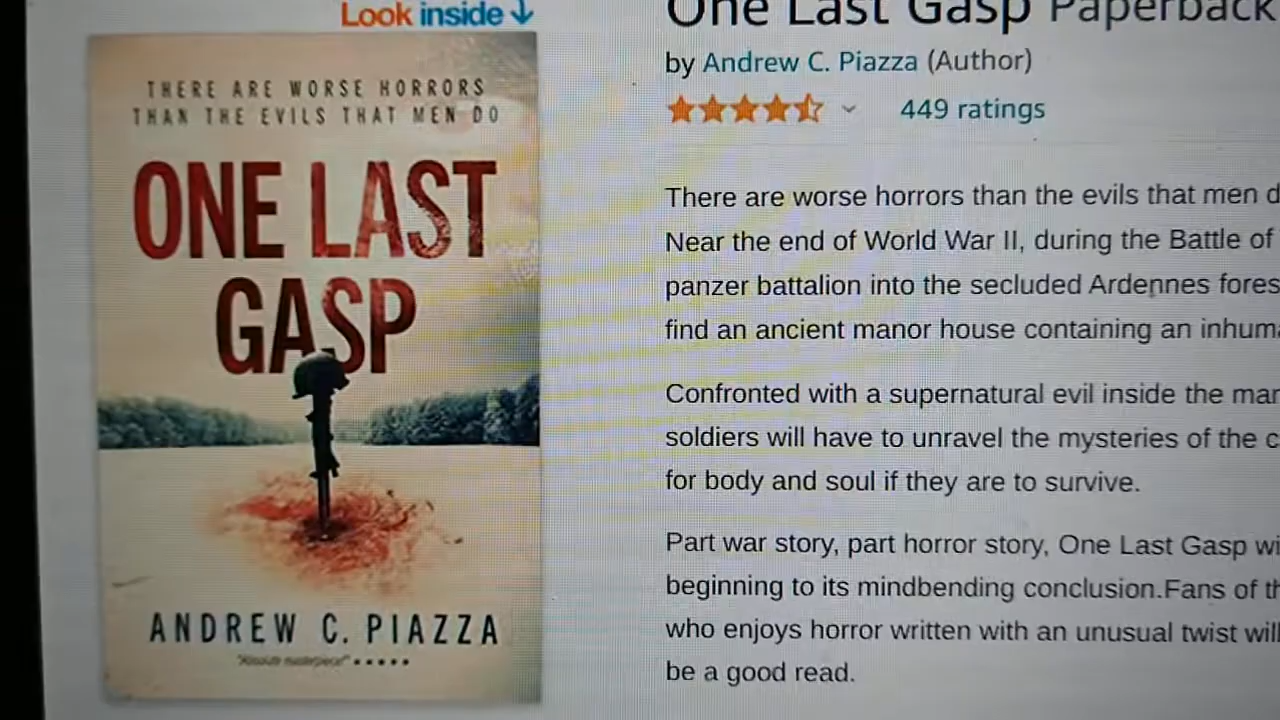 Look inside
One Last Gasp Paperback
by Andrew C. Piazza (Author)
449 ratings
THERE ARE WORSE HORRORS
THAN THE EVILS THAT MEN DO
ONE LAST
GASP
ANDREW C. PIAZZA
"Absolute masterpiece!"
There are worse horrors than the evils that men d
Near the end of World War II, during the Battle of
panzer battalion into the secluded Ardennes fores
find an ancient manor house containing an inhum
Confronted with a supernatural evil inside the man
soldiers will have to unravel the mysteries of the c
for body and soul if they are to survive.
Part war story, part horror story, One Last Gasp wi
beginning to its mindbending conclusion.Fans of th
who enjoys horror written with an unusual twist will
be a good read.